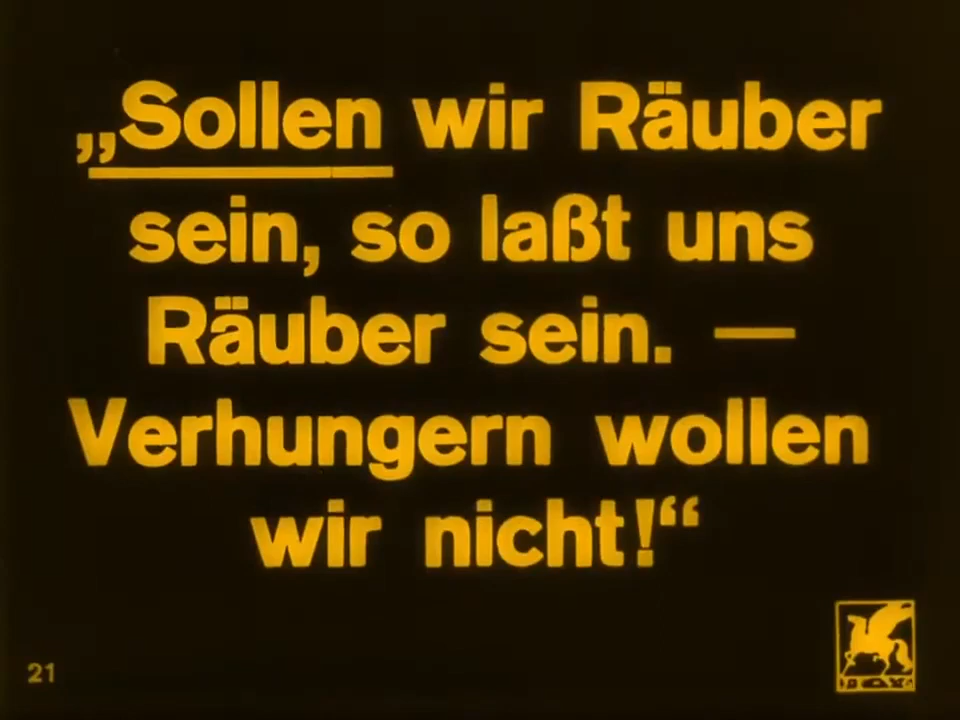 „Sollen wir Räuber
sein, so laßt uns
Räuber sein. —
Verhungern wollen
wir nicht!“
21